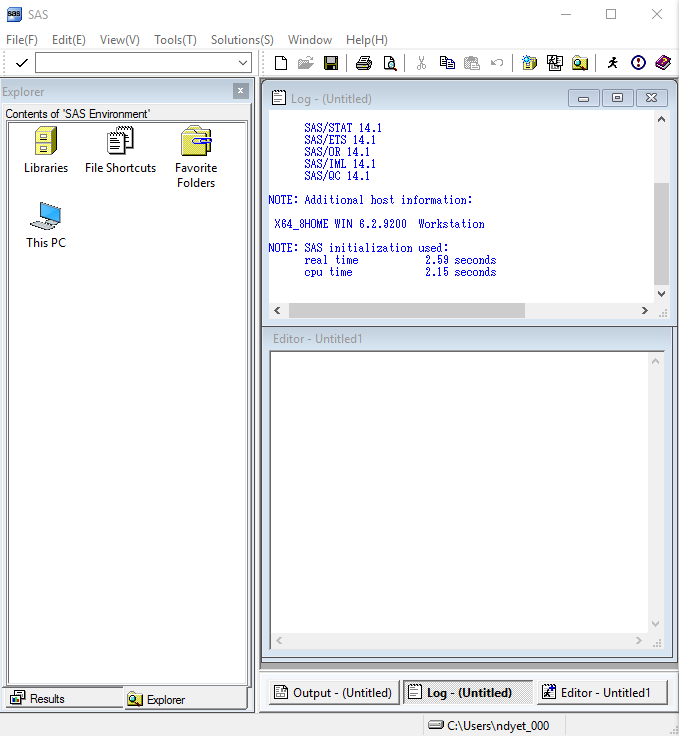 SAS
File(F) Edit(E) View(V) Tools(T) Solutions(S) Window Help(H)
Explorer
Contents of 'SAS Environment'
Libraries
File Shortcuts
Favorite Folders
This PC
Results
Explorer
Log - (Untitled)
SAS/STAT 14.1
SAS/ETS 14.1
SAS/OR 14.1
SAS/IML 14.1
SAS/QC 14.1
NOTE: Additional host information:
X64_8HOME WIN 6.2.9200 Workstation
NOTE: SAS initialization used:
real time 2.59 seconds
cpu time 2.15 seconds
Editor - Untitled1
Output - (Untitled)
Log - (Untitled)
Editor - Untitled1
C:\Users\ndyet_000